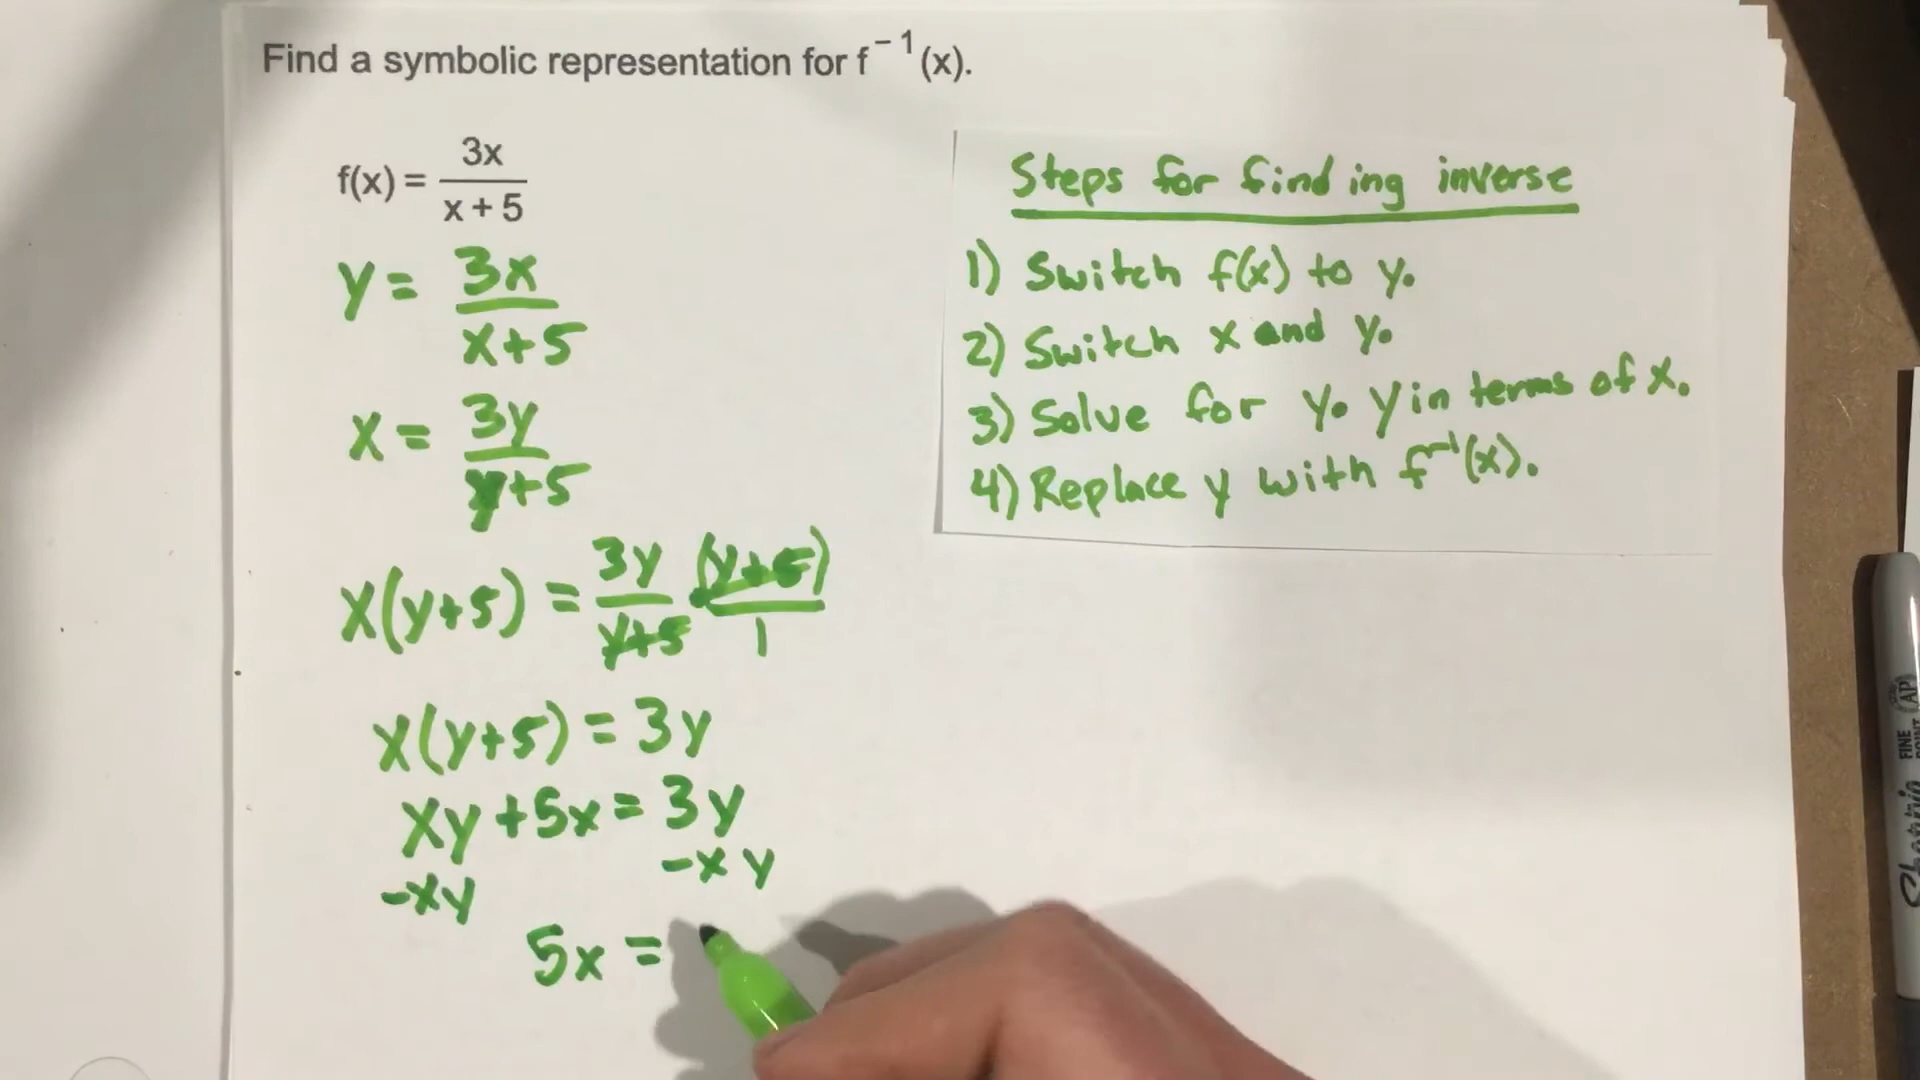 Find a symbolic representation for f⁻¹(x).
f(x) = 3x / x + 5
y = 3x / x+5
x = 3y / y+5
x(y+5) = 3y / y+5 · (y+5) / 1
x(y+5) = 3y
xy + 5x = 3y
-xy -xy
5x =
Steps for finding inverse
1) Switch f(x) to y.
2) Switch x and y.
3) Solve for y. y in terms of x.
4) Replace y with f⁻¹(x).
Sharpie
FINE POINT
AP